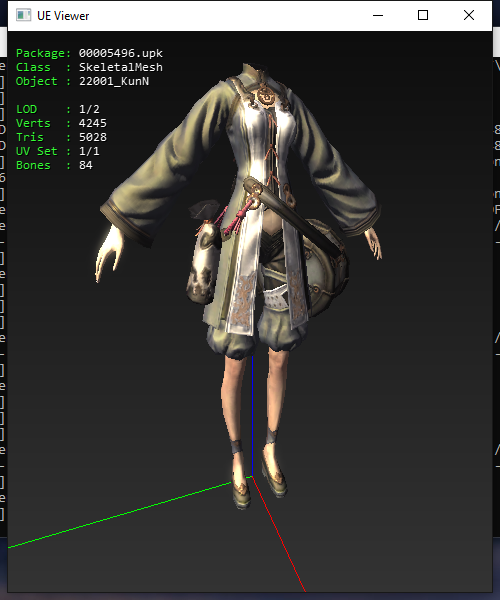 UE Viewer
Package: 00005496.upk
Class : SkeletalMesh
Object : 22001_KunN
LOD : 1/2
Verts : 4245
Tris : 5028
UV Set : 1/1
Bones : 84